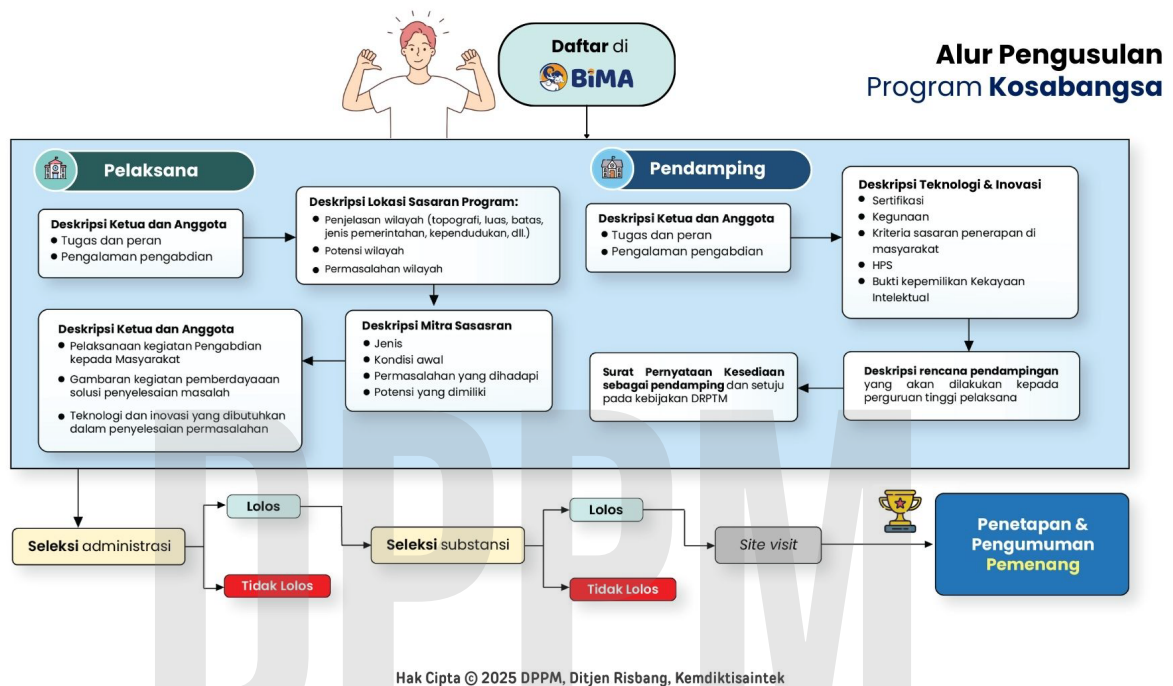 Daftar di
BIMA
Alur Pengusulan
Program Kosabangsa
Pelaksana
Deskripsi Ketua dan Anggota
● Tugas dan peran
● Pengalaman pengabdian
Deskripsi Lokasi Sasaran Program:
● Penjelasan wilayah (topografi, luas, batas,
jenis pemerintahan, kependudukan, dll.)
● Potensi wilayah
● Permasalahan wilayah
Deskripsi Mitra Sasasran
● Jenis
● Kondisi awal
● Permasalahan yang dihadapi
● Potensi yang dimiliki
Deskripsi Ketua dan Anggota
● Pelaksanaan kegiatan Pengabdian
kepada Masyarakat
● Gambaran kegiatan pemberdayaaan
solusi penyelesaian masalah
● Teknologi dan inovasi yang dibutuhkan
dalam penyelesaian permasalahan
Pendamping
Deskripsi Ketua dan Anggota
● Tugas dan peran
● Pengalaman pengabdian
Deskripsi Teknologi & Inovasi
● Sertifikasi
● Kegunaan
● Kriteria sasaran penerapan di
masyarakat
● HPS
● Bukti kepemilikan Kekayaan
Intelektual
Deskripsi rencana pendampingan
yang akan dilakukan kepada
perguruan tinggi pelaksana
Surat Pernyataan Kesediaan
sebagai pendamping dan setuju
pada kebijakan DRPTM
Seleksi administrasi
Lolos
Tidak Lolos
Seleksi substansi
Lolos
Tidak Lolos
Site visit
Penetapan &
Pengumuman
Pemenang
DPPM
Hak Cipta © 2025 DPPM, Ditjen Risbang, Kemdiktisaintek